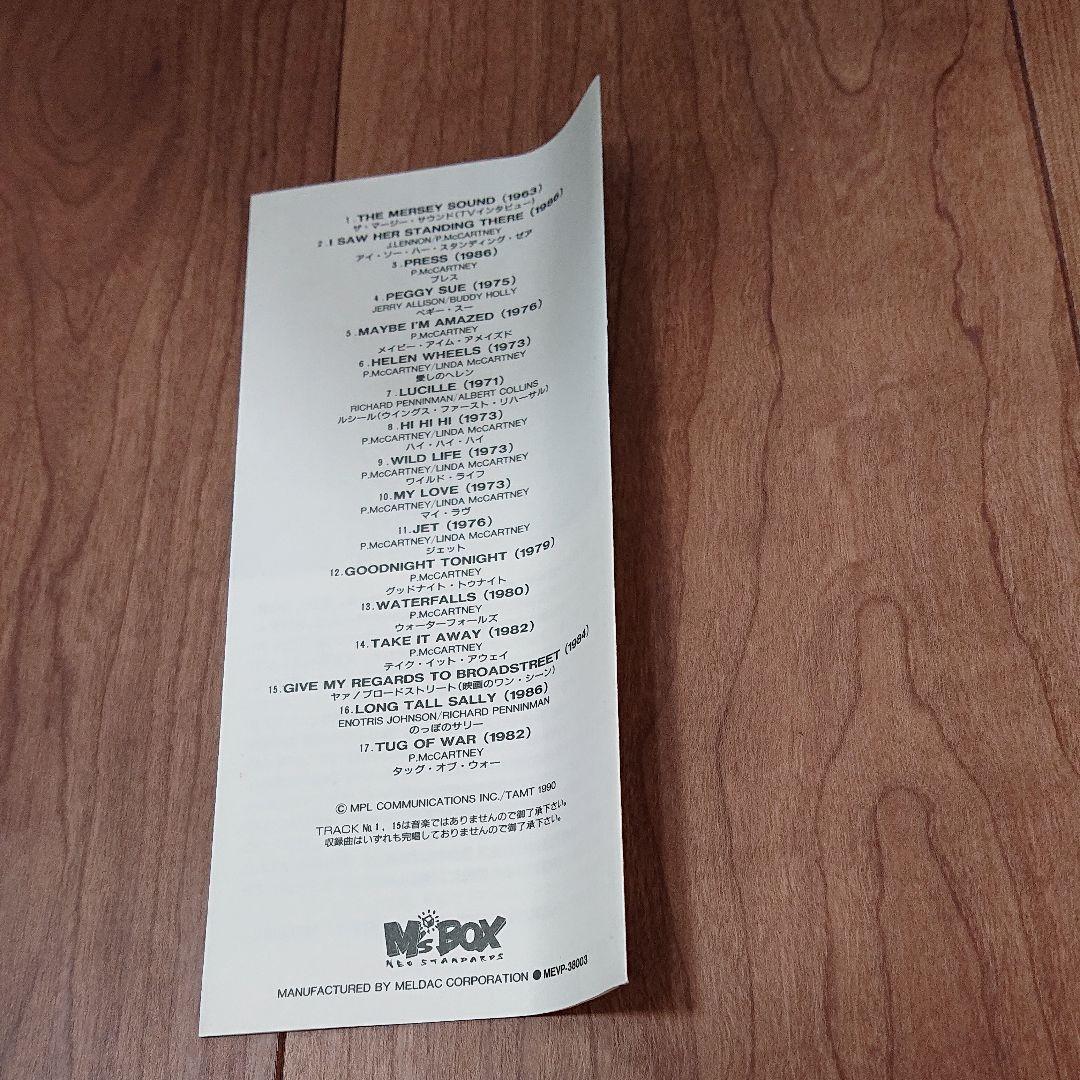 1. THE MERSEY SOUND (1963)
ザ・マージー・サウンド(TVインタビュー)
2. I SAW HER STANDING THERE (1986)
J.LENNON/P.McCARTNEY
アイ・ソー・ハー・スタンディング・ゼア
3. PRESS (1986)
P.McCARTNEY
プレス
4. PEGGY SUE (1975)
JERRY ALLISON/BUDDY HOLLY
ペギー・スー
5. MAYBE I'M AMAZED (1976)
P.McCARTNEY
メイビー・アイム・アメイズド
6. HELEN WHEELS (1973)
P.McCARTNEY/LINDA McCARTNEY
愛しのヘレン
7. LUCILLE (1971)
RICHARD PENNINMAN/ALBERT COLLINS
ルシール(ウイングス・ファースト・リハーサル)
8. HI HI HI (1973)
P.McCARTNEY/LINDA McCARTNEY
ハイ・ハイ・ハイ
9. WILD LIFE (1973)
P.McCARTNEY/LINDA McCARTNEY
ワイルド・ライフ
10. MY LOVE (1973)
P.McCARTNEY/LINDA McCARTNEY
マイ・ラヴ
11. JET (1976)
P.McCARTNEY/LINDA McCARTNEY
ジェット
12. GOODNIGHT TONIGHT (1979)
P.McCARTNEY
グッドナイト・トゥナイト
13. WATERFALLS (1980)
P.McCARTNEY
ウォーターフォールズ
14. TAKE IT AWAY (1982)
P.McCARTNEY
テイク・イット・アウェイ
15. GIVE MY REGARDS TO BROADSTREET (1984)
ヤァ!ブロードストリート(映画のワン・シーン)
16. LONG TALL SALLY (1986)
ENOTRIS JOHNSON/RICHARD PENNINMAN
のっぽのサリー
17. TUG OF WAR (1982)
P.McCARTNEY
タッグ・オブ・ウォー
© MPL COMMUNICATIONS INC./TAMT 1990
TRACK №1, 15は音楽ではありませんので御了承下さい。
収録曲はいずれも完唱しておりませんので御了承下さい。
M's BOX
NEO STANDARDS
MANUFACTURED BY MELDAC CORPORATION ● MEVP-38003